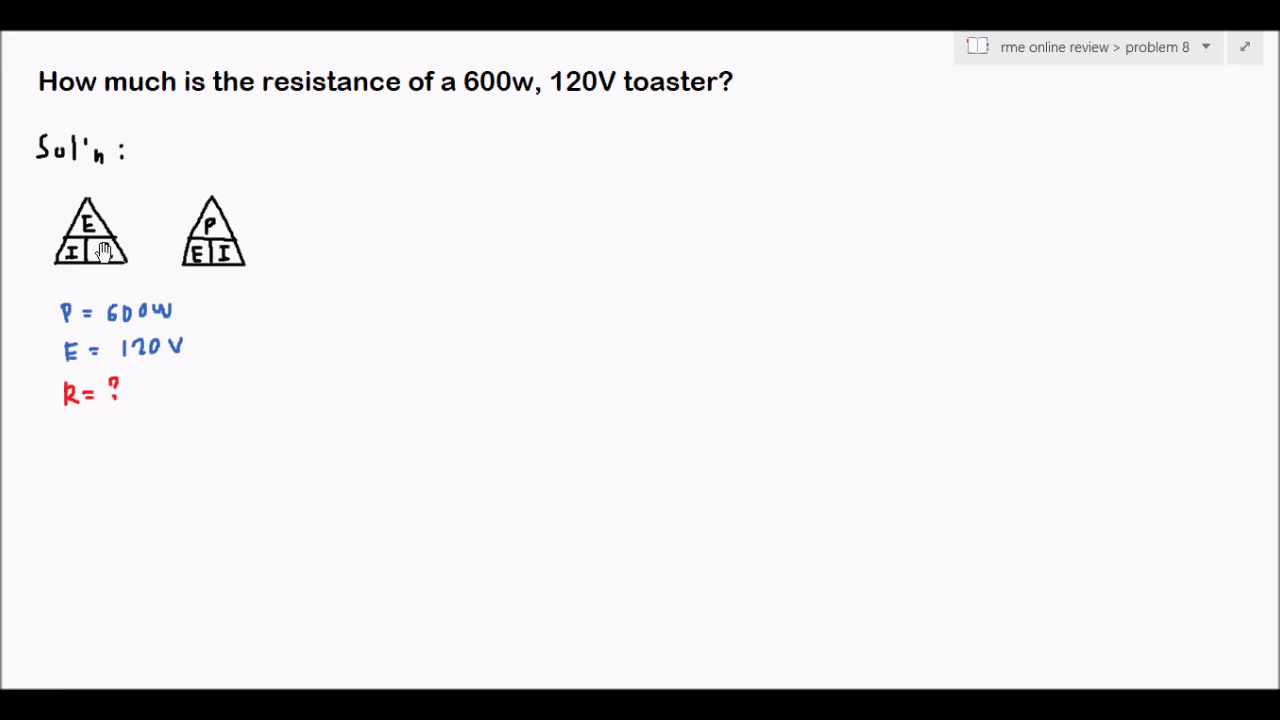 rme online review > problem 8
How much is the resistance of a 600w, 120V toaster?
Sol'n :
E
I
P
E I
P = 600W
E = 120 V
R = ?